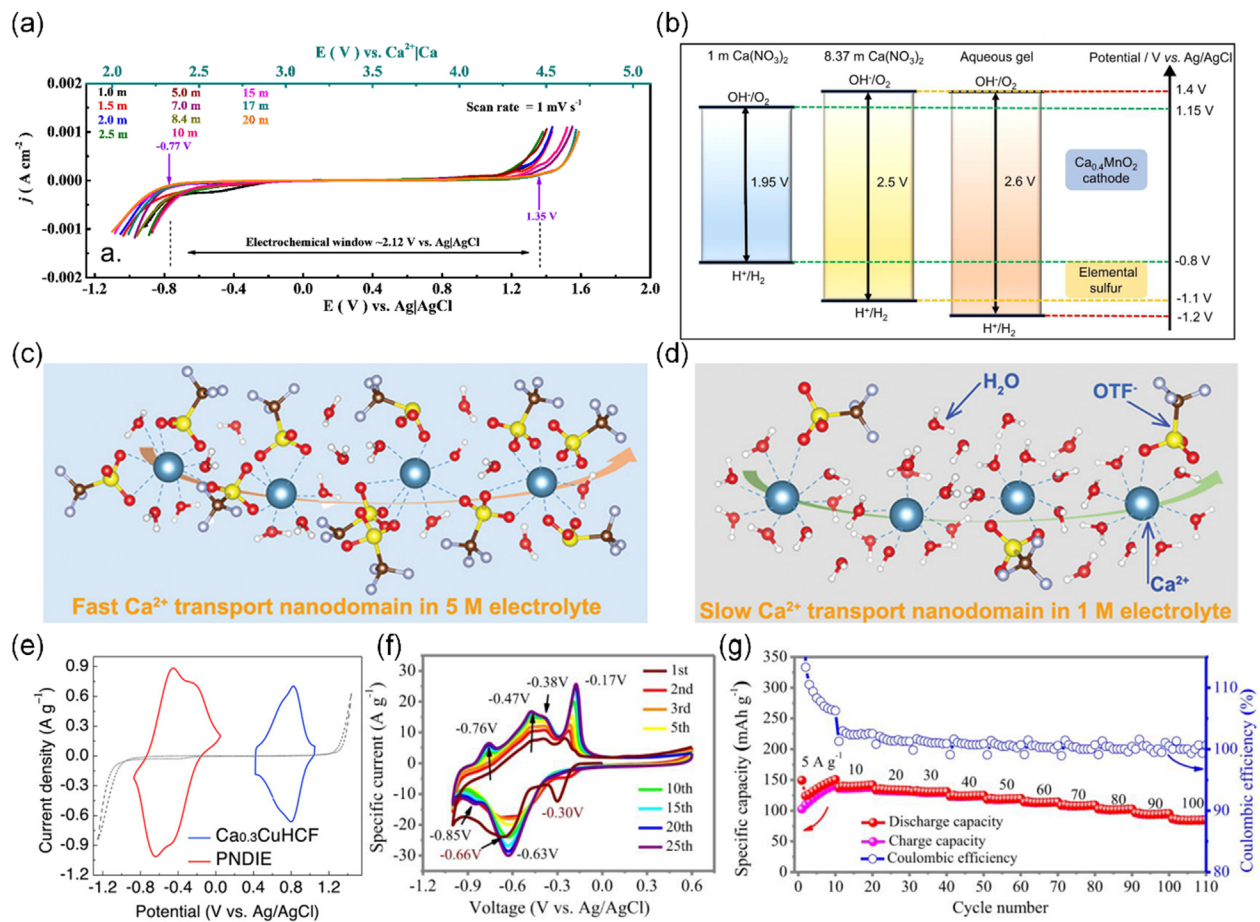 (a)
E ( V ) vs. Ca²⁺|Ca
2.0 2.5 3.0 3.5 4.0 4.5 5.0
0.002
0.001
0.000
-0.001
-0.002
j ( A cm⁻²)
1.0 m 5.0 m 15 m
1.5 m 7.0 m 17 m
2.0 m 8.4 m 20 m
2.5 m 10 m
Scan rate = 1 mV s⁻¹
-0.77 V
1.35 V
a.
Electrochemical window ~2.12 V vs. Ag|AgCl
-1.2 -0.8 -0.4 0.0 0.4 0.8 1.2 1.6 2.0
E ( V ) vs. Ag|AgCl
(b)
1 m Ca(NO₃)₂ 8.37 m Ca(NO₃)₂ Aqueous gel Potential / V vs. Ag/AgCl
OH⁻/O₂ OH⁻/O₂ OH⁻/O₂
1.4 V
1.15 V
Ca₀.₄MnO₂
cathode
1.95 V 2.5 V 2.6 V
-0.8 V
H⁺/H₂
Elemental
sulfur
-1.1 V
-1.2 V
H⁺/H₂ H⁺/H₂
(c)
Fast Ca²⁺ transport nanodomain in 5 M electrolyte
(d)
H₂O
OTF⁻
Ca²⁺
Slow Ca²⁺ transport nanodomain in 1 M electrolyte
(e)
Current density (A g⁻¹)
0.9
0.6
0.3
0.0
-0.3
-0.6
-0.9
-1.2
Ca₀.₃CuHCF
PNDIE
-1.2 -0.8 -0.4 0.0 0.4 0.8 1.2
Potential (V vs. Ag/AgCl)
(f)
Specific current (A g⁻¹)
30
20
10
0
10
-20
-30
-0.76V
-0.47V
-0.38V
-0.17V
1st
2nd
3rd
5th
10th
15th
20th
25th
-0.85V
-0.66V
-0.63V
-0.30V
-0.9 -0.6 -0.3 0.0 0.3 0.6
Voltage (V vs. Ag/AgCl)
(g)
Specific capacity (mAh g⁻¹)
350
300
250
200
150
100
50
0
5 A g⁻¹
10 20 30 40 50 60 70 80 90 100
Discharge capacity
Charge capacity
Coulombic efficiency
0 10 20 30 40 50 60 70 80 90 100 110
Cycle number
110
100
90
80
Coulombic efficiency (%)